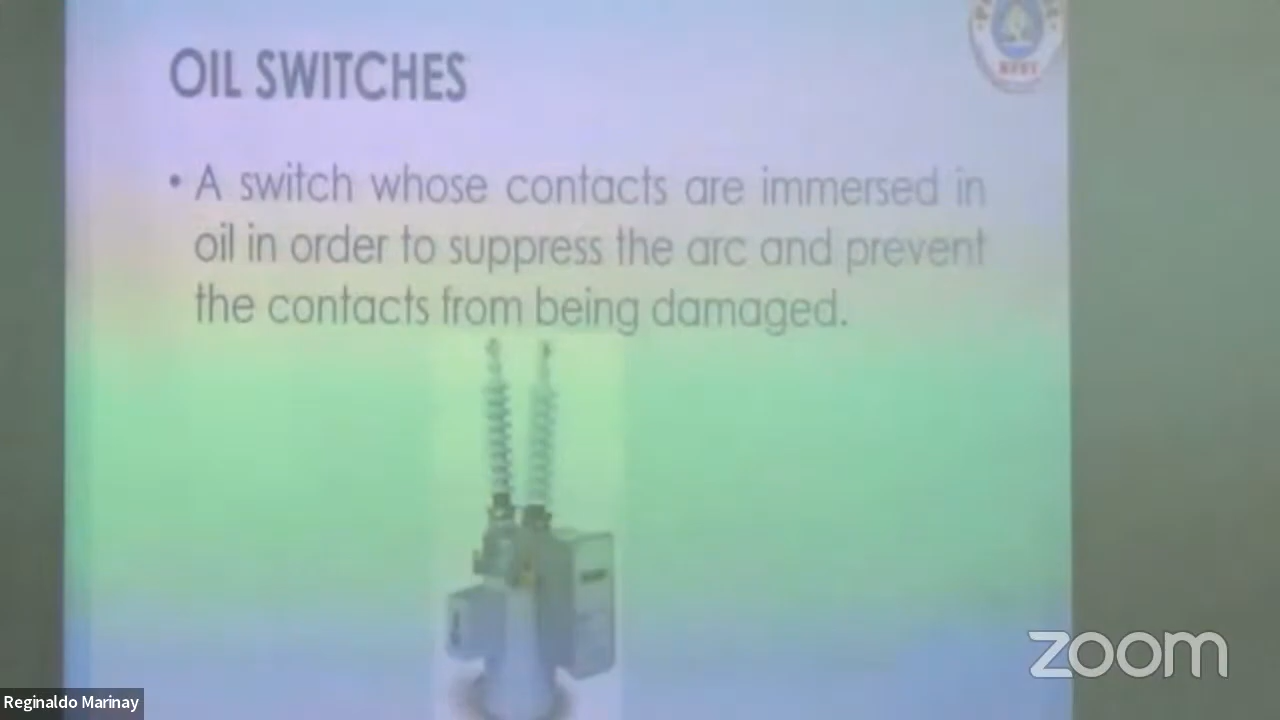 OIL SWITCHES
• A switch whose contacts are immersed in
oil in order to suppress the arc and prevent
the contacts from being damaged.
zoom
Reginaldo Marinay